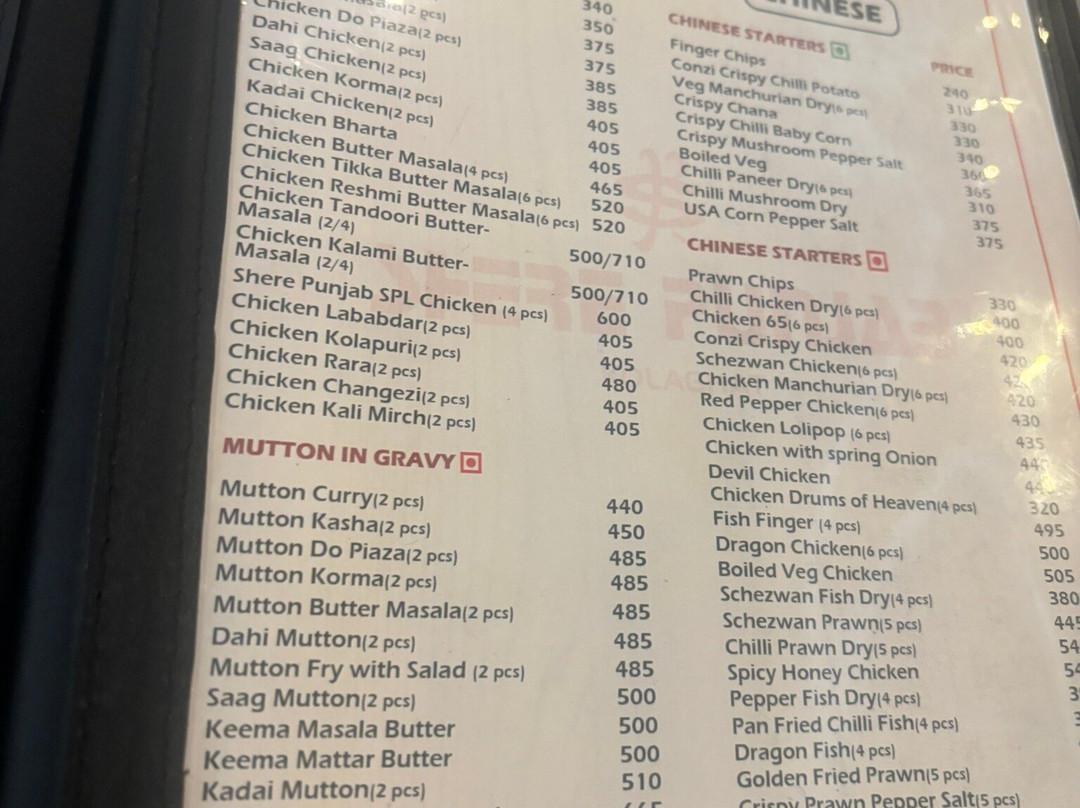 340
350
(2 pcs) 375
Chicken Do Piaza(2 pcs) 375
Dahi Chicken(2 pcs) 385
Saag Chicken(2 pcs) 385
Chicken Korma(2 pcs) 405
Kadai Chicken(2 pcs) 405
Chicken Bharta 405
Chicken Butter Masala(4 pcs) 465
Chicken Tikka Butter Masala(6 pcs) 520
Chicken Reshmi Butter Masala(6 pcs) 520
Chicken Tandoori Butter-
Masala (2/4) 500/710
Chicken Kalami Butter-
Masala (2/4) 500/710
Shere Punjab SPL Chicken (4 pcs) 600
Chicken Lababdar(2 pcs) 405
Chicken Kolapuri(2 pcs) 405
Chicken Rara(2 pcs) 480
Chicken Changezi(2 pcs) 405
Chicken Kali Mirch(2 pcs) 405
MUTTON IN GRAVY
Mutton Curry(2 pcs) 440
Mutton Kasha(2 pcs) 450
Mutton Do Piaza(2 pcs) 485
Mutton Korma(2 pcs) 485
Mutton Butter Masala(2 pcs) 485
Dahi Mutton(2 pcs) 485
Mutton Fry with Salad (2 pcs) 485
Saag Mutton(2 pcs) 500
Keema Masala Butter 500
Keema Mattar Butter 500
Kadai Mutton(2 pcs) 510
CHINESE
CHINESE STARTERS PRICE
Finger Chips 240
Conzi Crispy Chilli Potato 310
Veg Manchurian Dry(6 pcs) 330
Crispy Chana 330
Crispy Chilli Baby Corn 340
Crispy Mushroom Pepper Salt 360
Boiled Veg 365
Chilli Paneer Dry(6 pcs) 310
Chilli Mushroom Dry 375
USA Corn Pepper Salt 375
CHINESE STARTERS
Prawn Chips 330
Chilli Chicken Dry(6 pcs) 400
Chicken 65(6 pcs) 400
Conzi Crispy Chicken 420
Schezwan Chicken(6 pcs)
Chicken Manchurian Dry(6 pcs) 420
Red Pepper Chicken(6 pcs) 430
Chicken Lolipop (6 pcs) 435
Chicken with spring Onion
Devil Chicken
Chicken Drums of Heaven(4 pcs) 320
Fish Finger (4 pcs) 495
Dragon Chicken(6 pcs) 500
Boiled Veg Chicken 505
Schezwan Fish Dry(4 pcs) 380
Schezwan Prawn(5 pcs) 445
Chilli Prawn Dry(5 pcs)
Spicy Honey Chicken
Pepper Fish Dry(4 pcs)
Pan Fried Chilli Fish(4 pcs)
Dragon Fish(4 pcs)
Golden Fried Prawn(5 pcs)
Crispy Prawn Pepper Salt(5 pcs)